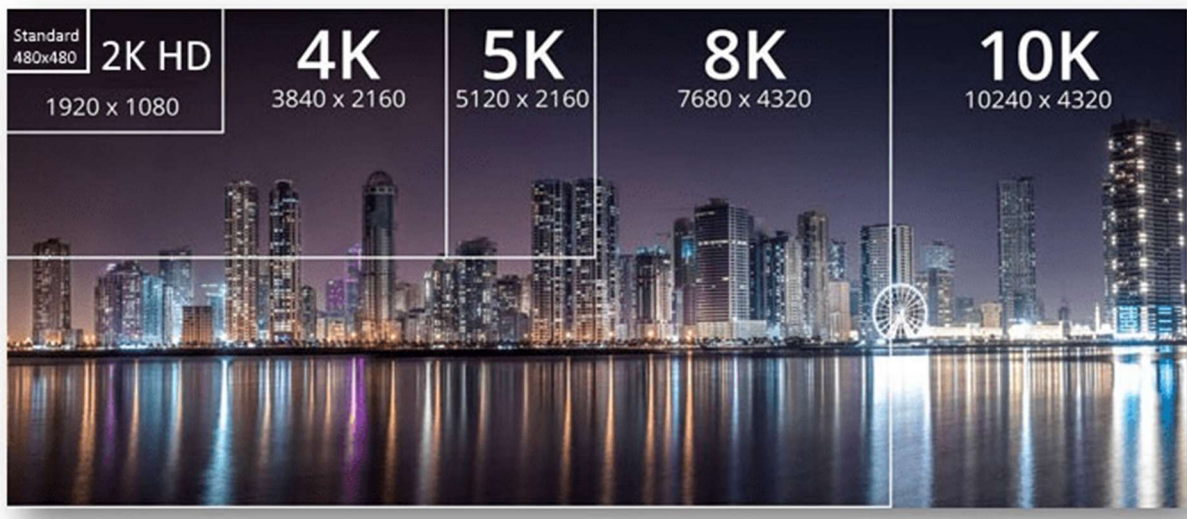 Standard
480x480
2K HD
1920 x 1080
4K
3840 x 2160
5K
5120 x 2160
8K
7680 x 4320
10K
10240 x 4320